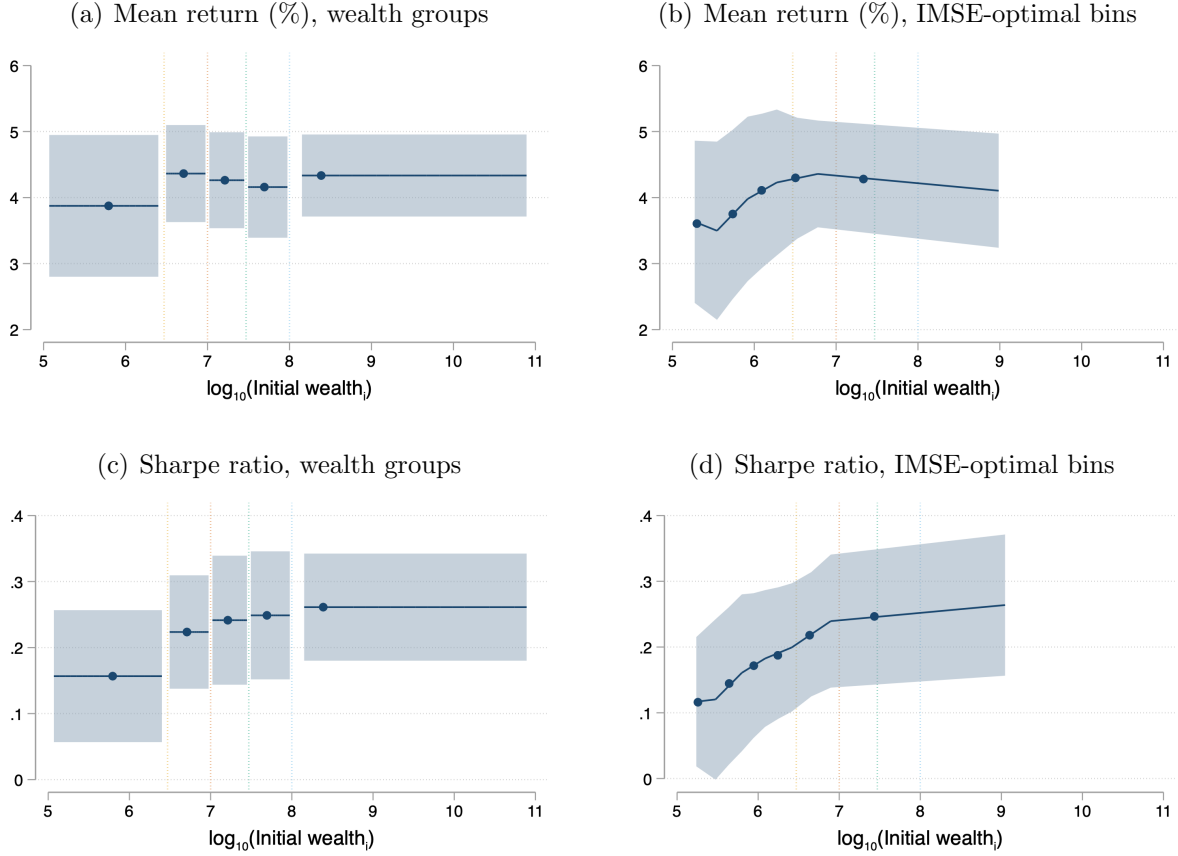 (a) Mean return (%), wealth groups
6
5
4
3
2
5 6 7 8 9 10 11
log10(Initial wealthi)
(b) Mean return (%), IMSE-optimal bins
6
5
4
3
2
5 6 7 8 9 10 11
log10(Initial wealthi)
(c) Sharpe ratio, wealth groups
.4
.3
.2
.1
0
5 6 7 8 9 10 11
log10(Initial wealthi)
(d) Sharpe ratio, IMSE-optimal bins
.4
.3
.2
.1
0
5 6 7 8 9 10 11
log10(Initial wealthi)